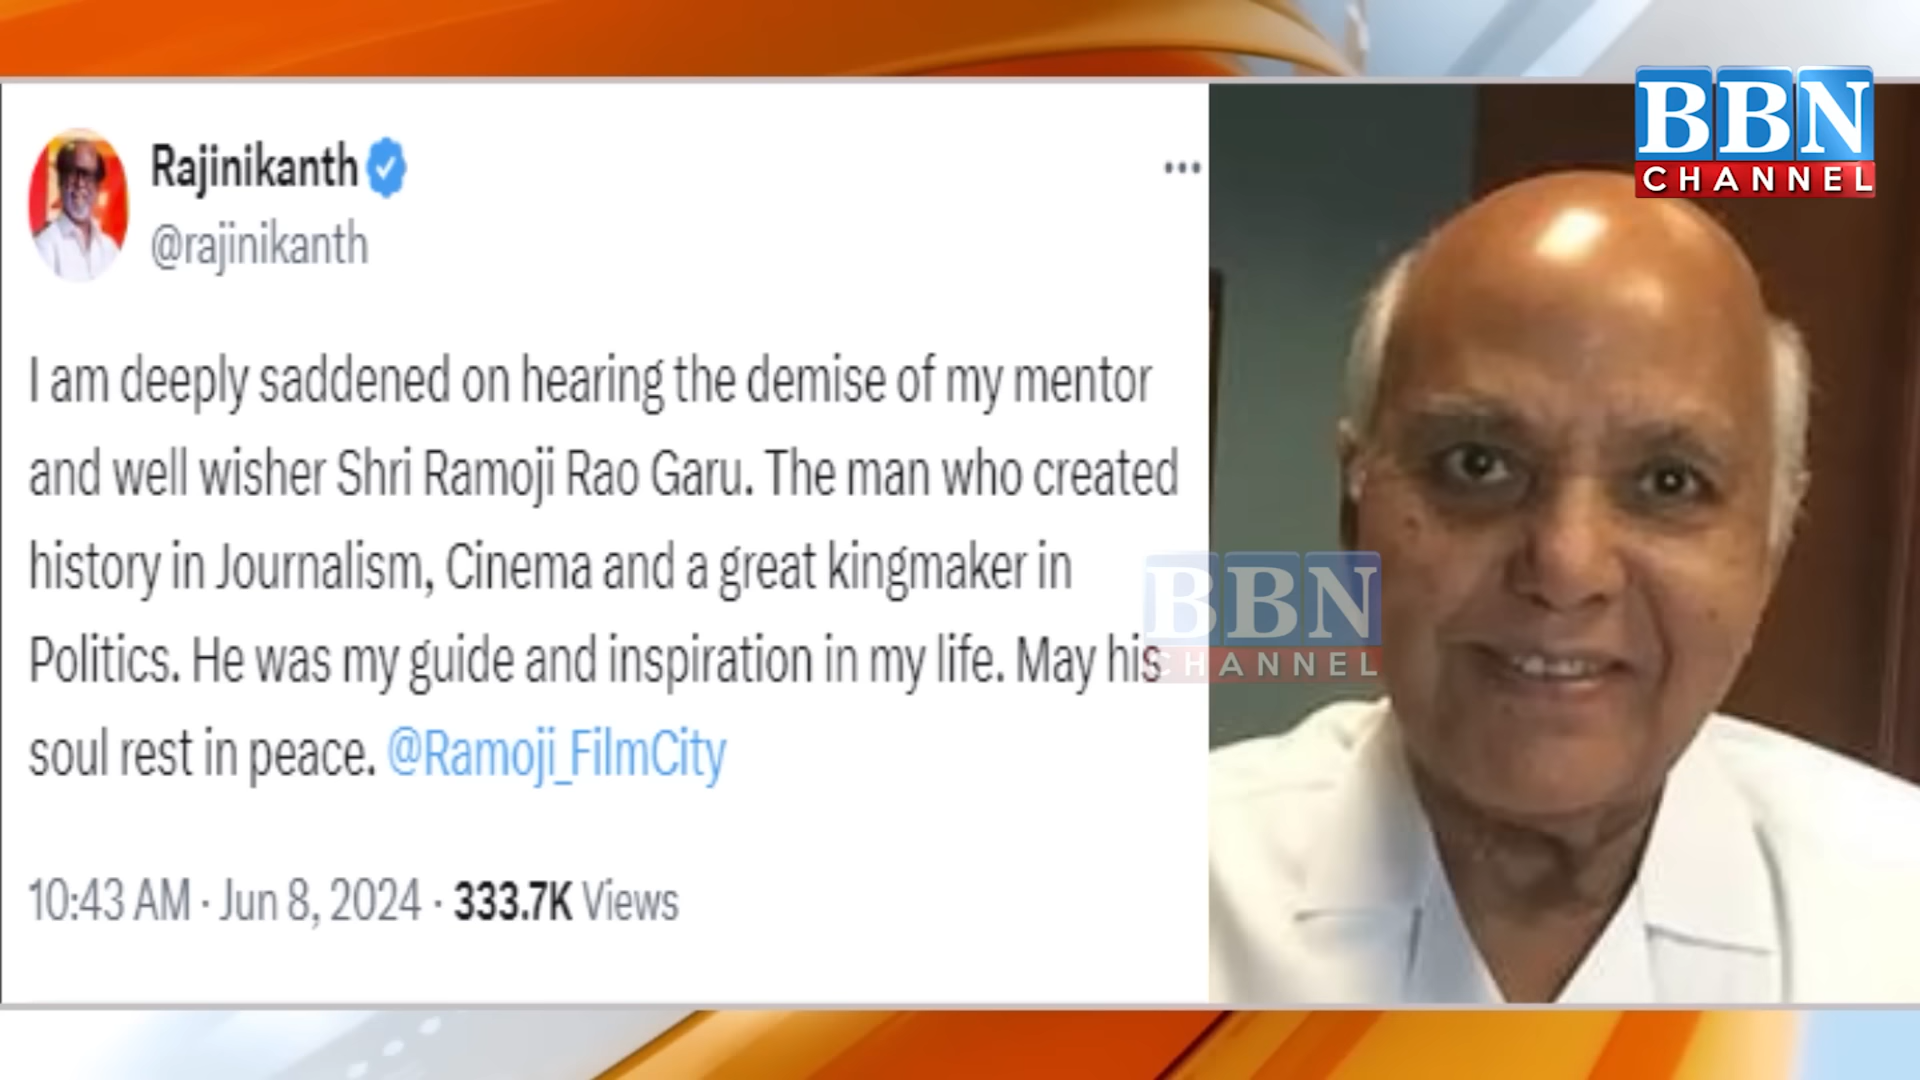 BBN
CHANNEL
Rajinikanth
@rajinikanth
I am deeply saddened on hearing the demise of my mentor
and well wisher Shri Ramoji Rao Garu. The man who created
history in Journalism, Cinema and a great kingmaker in
Politics. He was my guide and inspiration in my life. May his
soul rest in peace. @Ramoji_FilmCity
10:43 AM · Jun 8, 2024 · 333.7K Views
BBN
CHANNEL